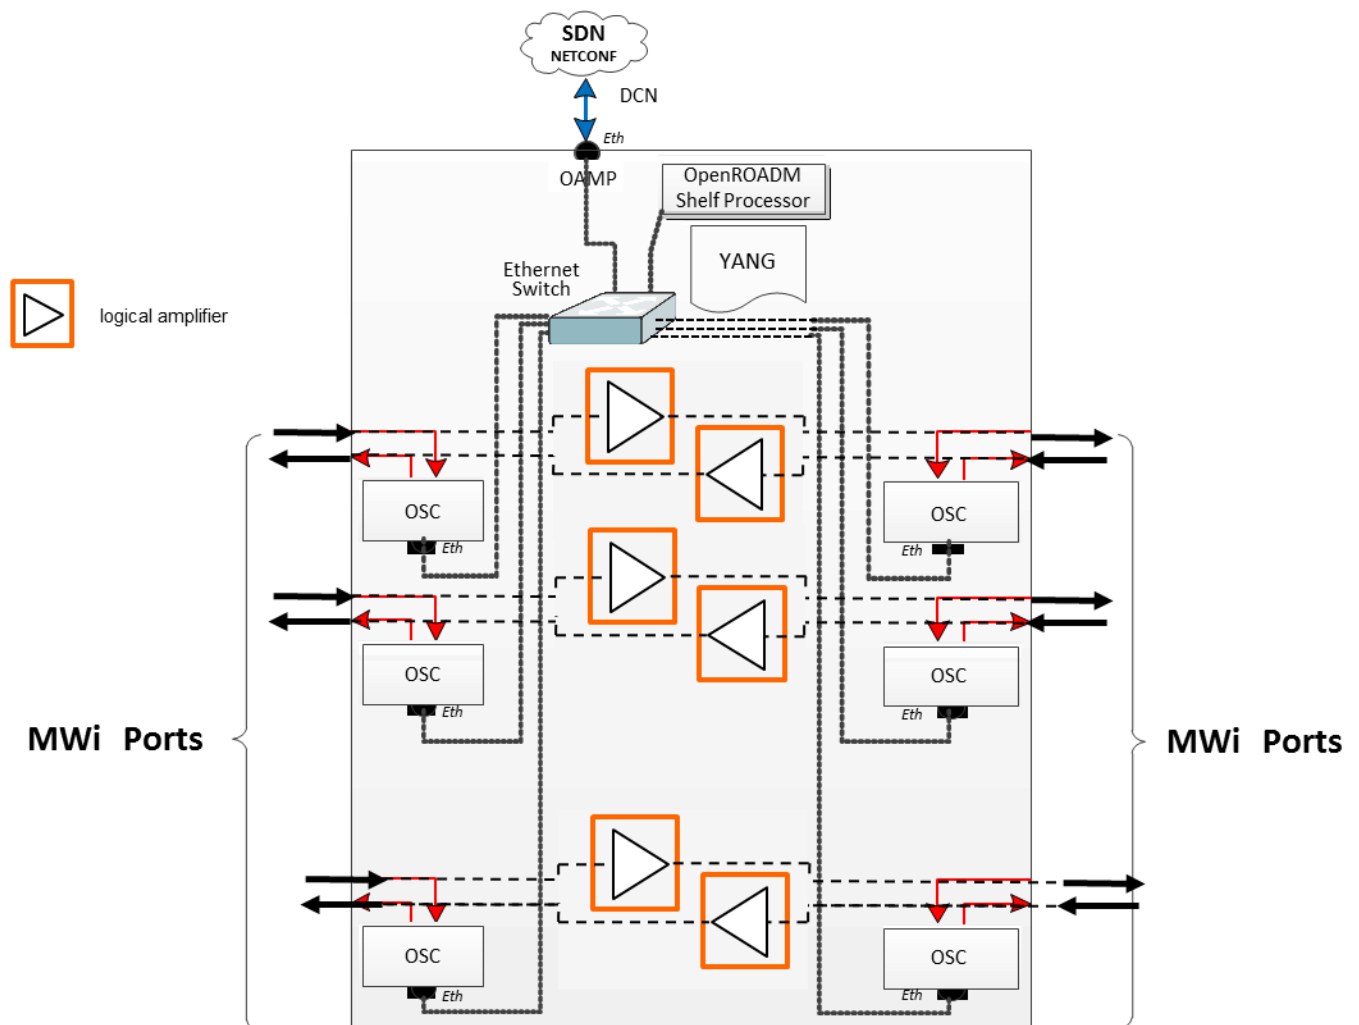 SDN
NETCONF
DCN
Eth
OAMP
OpenROADM
Shelf Processor
YANG
Ethernet
Switch
logical amplifier
OSC
Eth
OSC
Eth
OSC
Eth
OSC
Eth
MWi Ports
MWi Ports
OSC
Eth
OSC
Eth